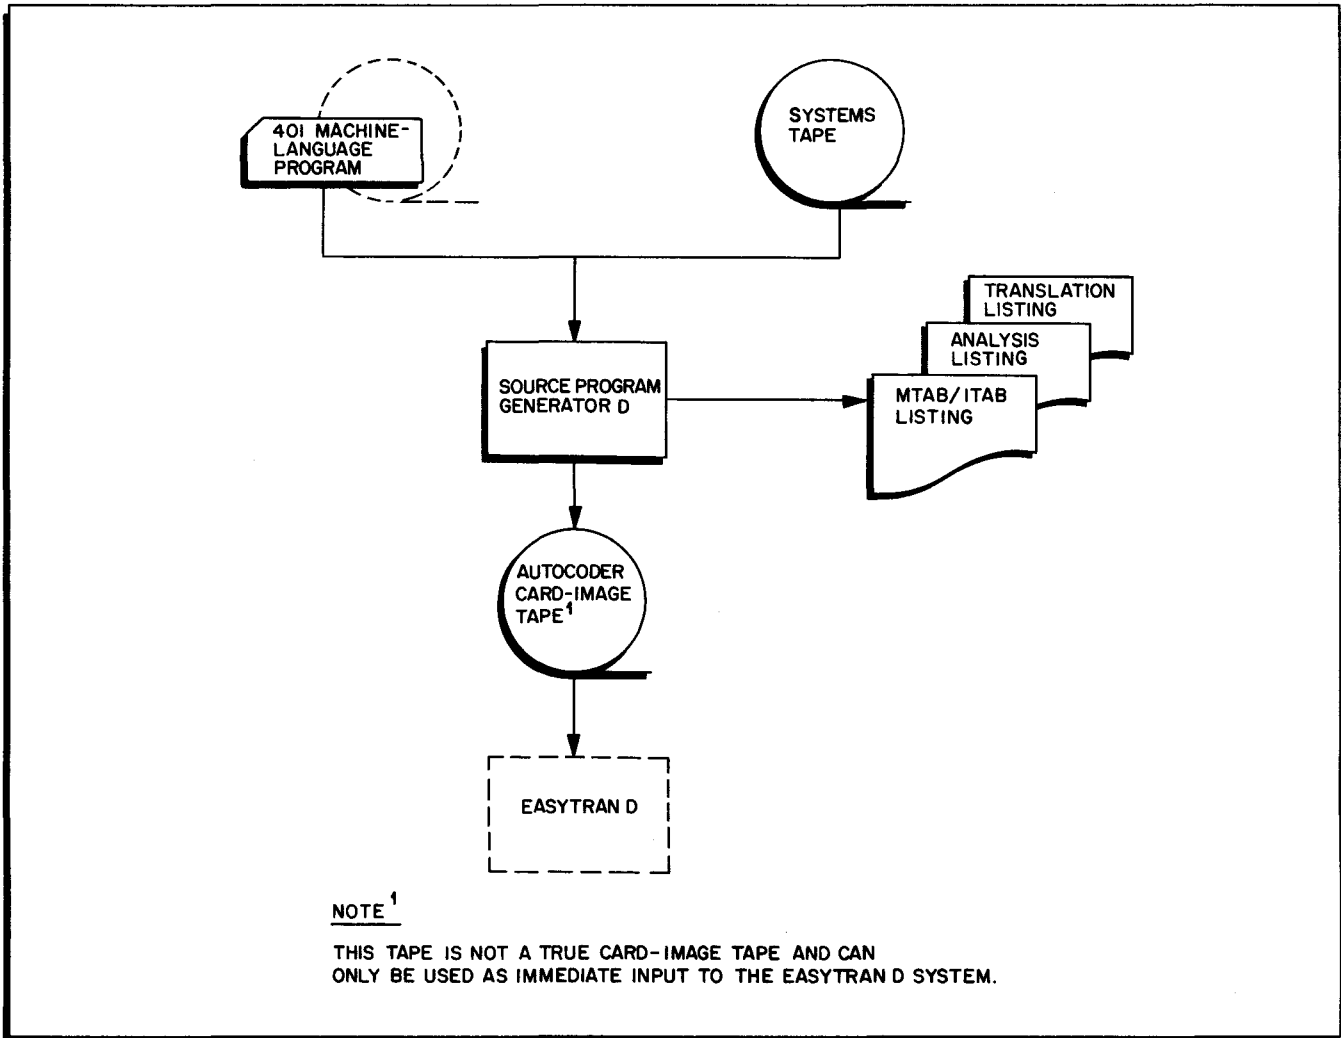 401 MACHINE-
LANGUAGE
PROGRAM
SYSTEMS
TAPE
TRANSLATION
LISTING
ANALYSIS
LISTING
MTAB/ITAB
LISTING
SOURCE PROGRAM
GENERATOR D
AUTOCODER
CARD-IMAGE
TAPE¹
EASYTRAN D
NOTE¹
THIS TAPE IS NOT A TRUE CARD-IMAGE TAPE AND CAN
ONLY BE USED AS IMMEDIATE INPUT TO THE EASYTRAN D SYSTEM.